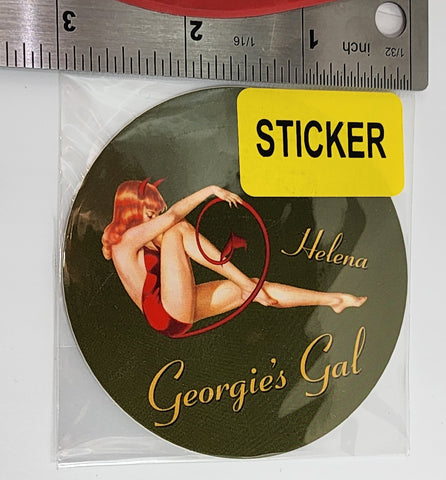 3 2 1
1/16 1/32
inch
STICKER
Helena
Georgie's Gal